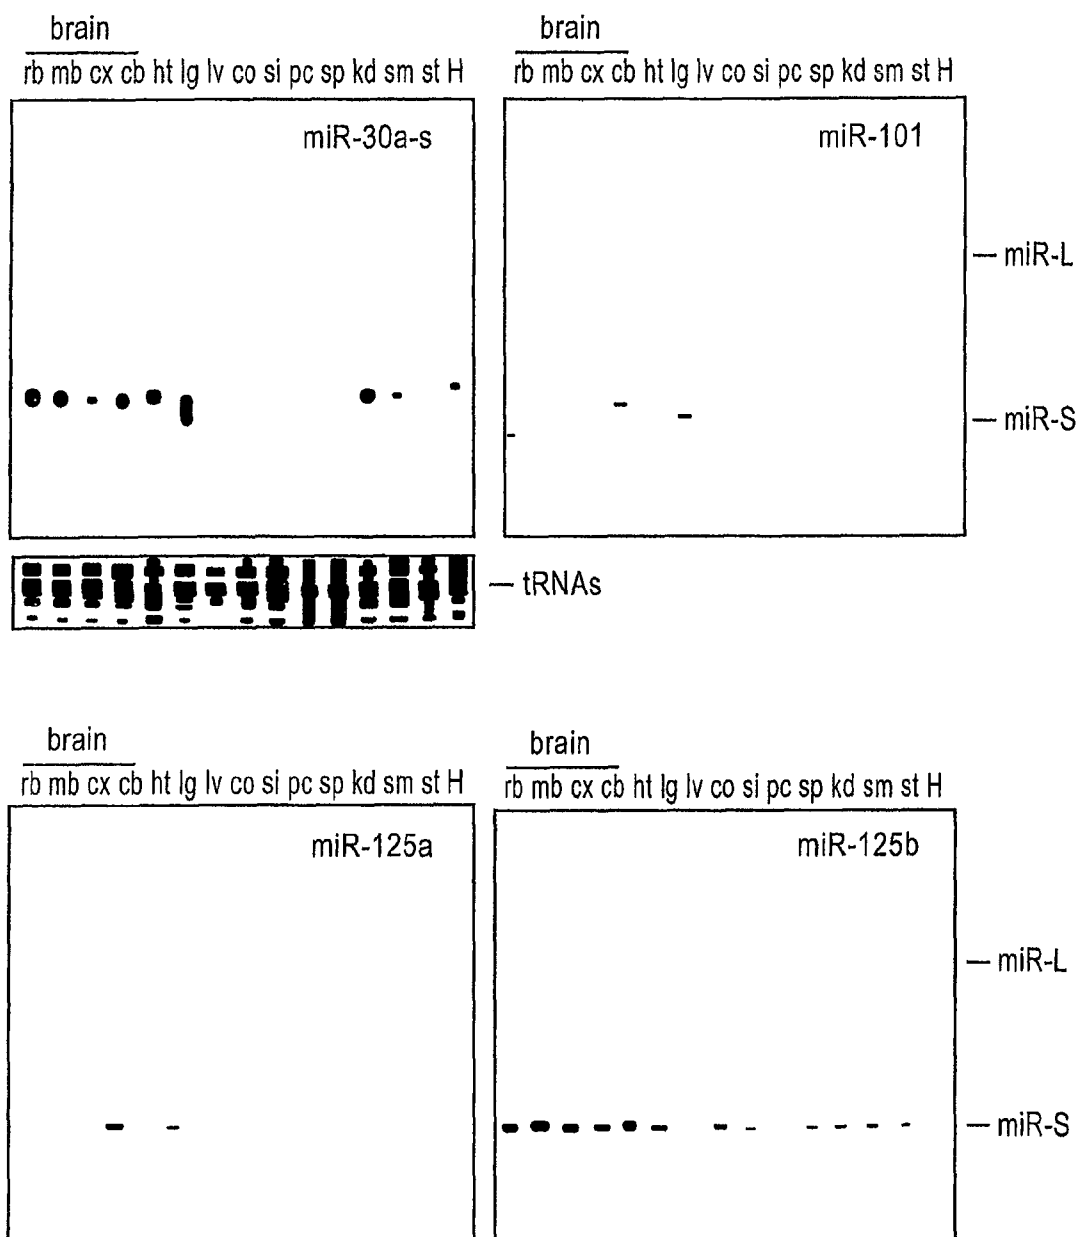 brain
rb mb cx cb ht lg lv co si pc sp kd sm st H
miR-30a-s
brain
rb mb cx cb ht lg lv co si pc sp kd sm st H
miR-101
— miR-L
— miR-S
— tRNAs
brain
rb mb cx cb ht lg lv co si pc sp kd sm st H
miR-125a
brain
rb mb cx cb ht lg lv co si pc sp kd sm st H
miR-125b
— miR-L
— miR-S